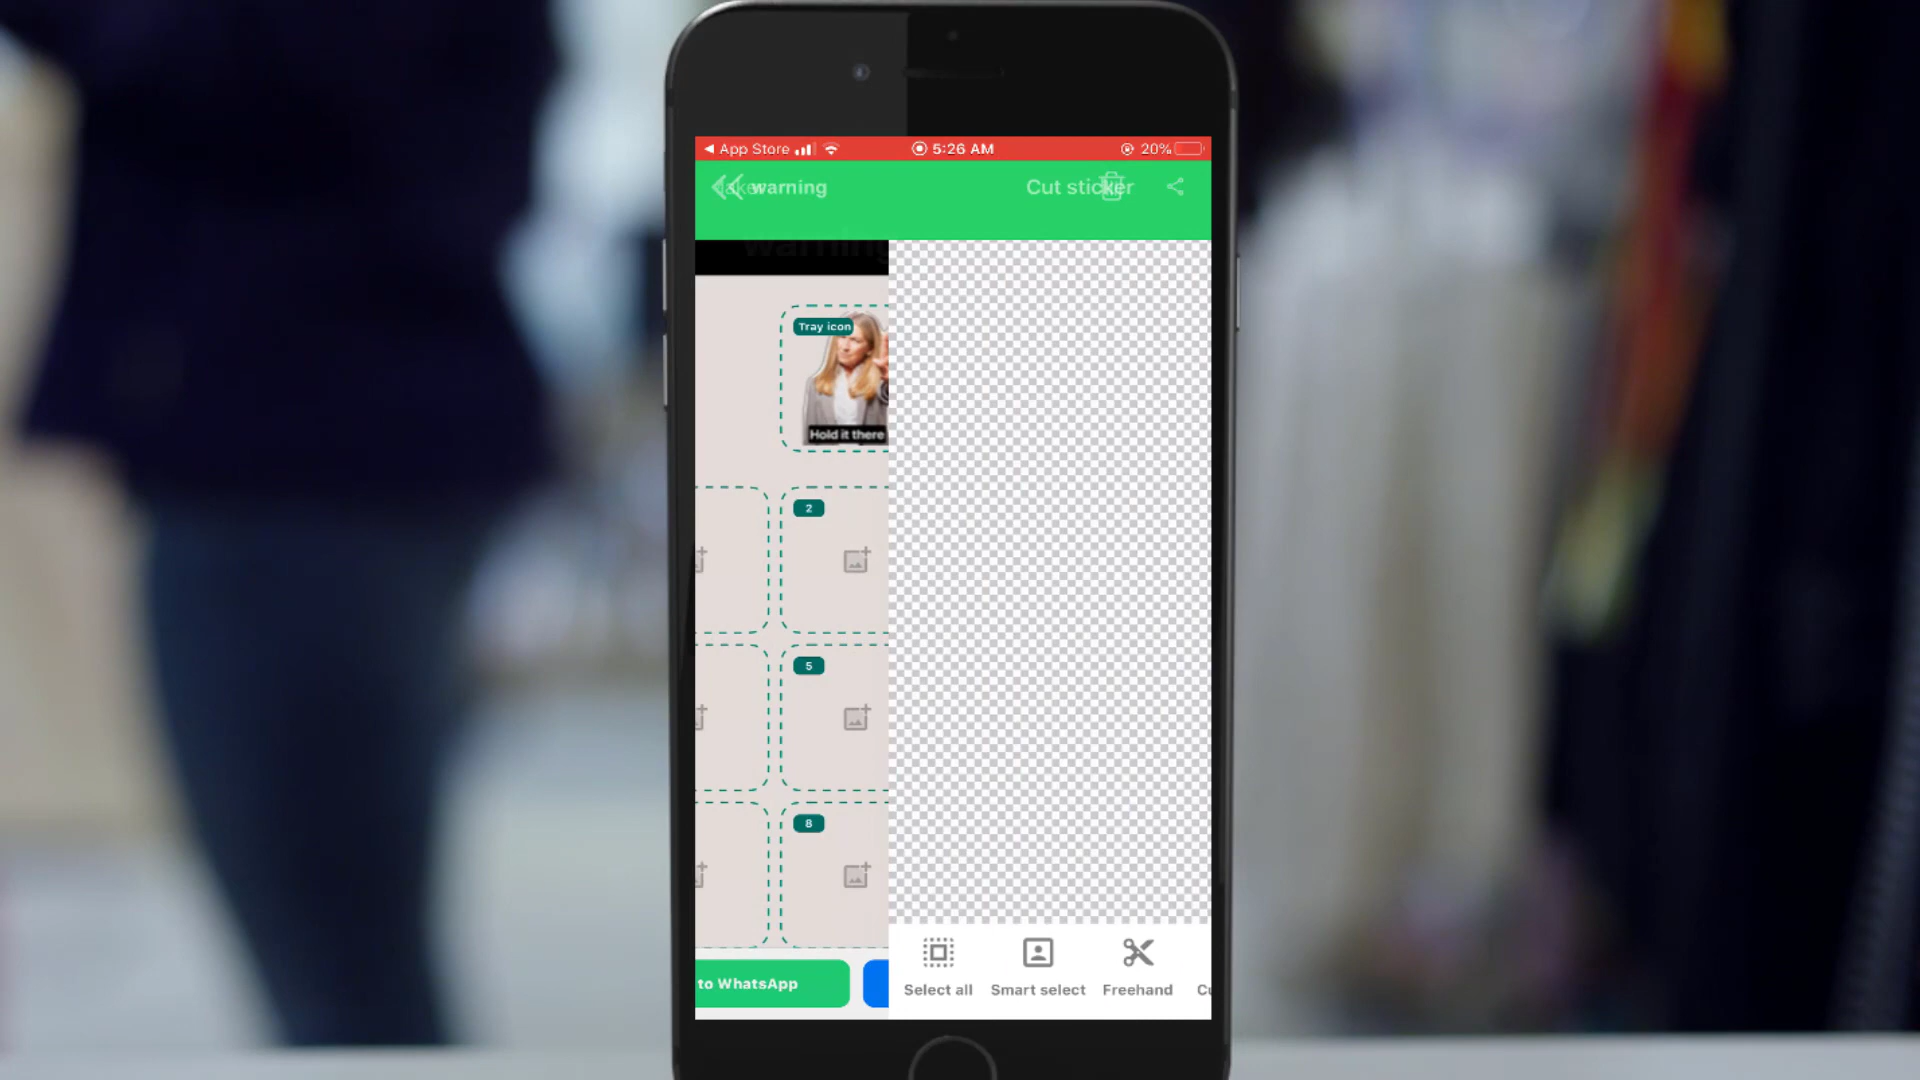 App Store
5:26 AM
20%
warning
Cut sticker
warning
Tray icon
Hold it there
2
5
8
to WhatsApp
Select all
Smart select
Freehand